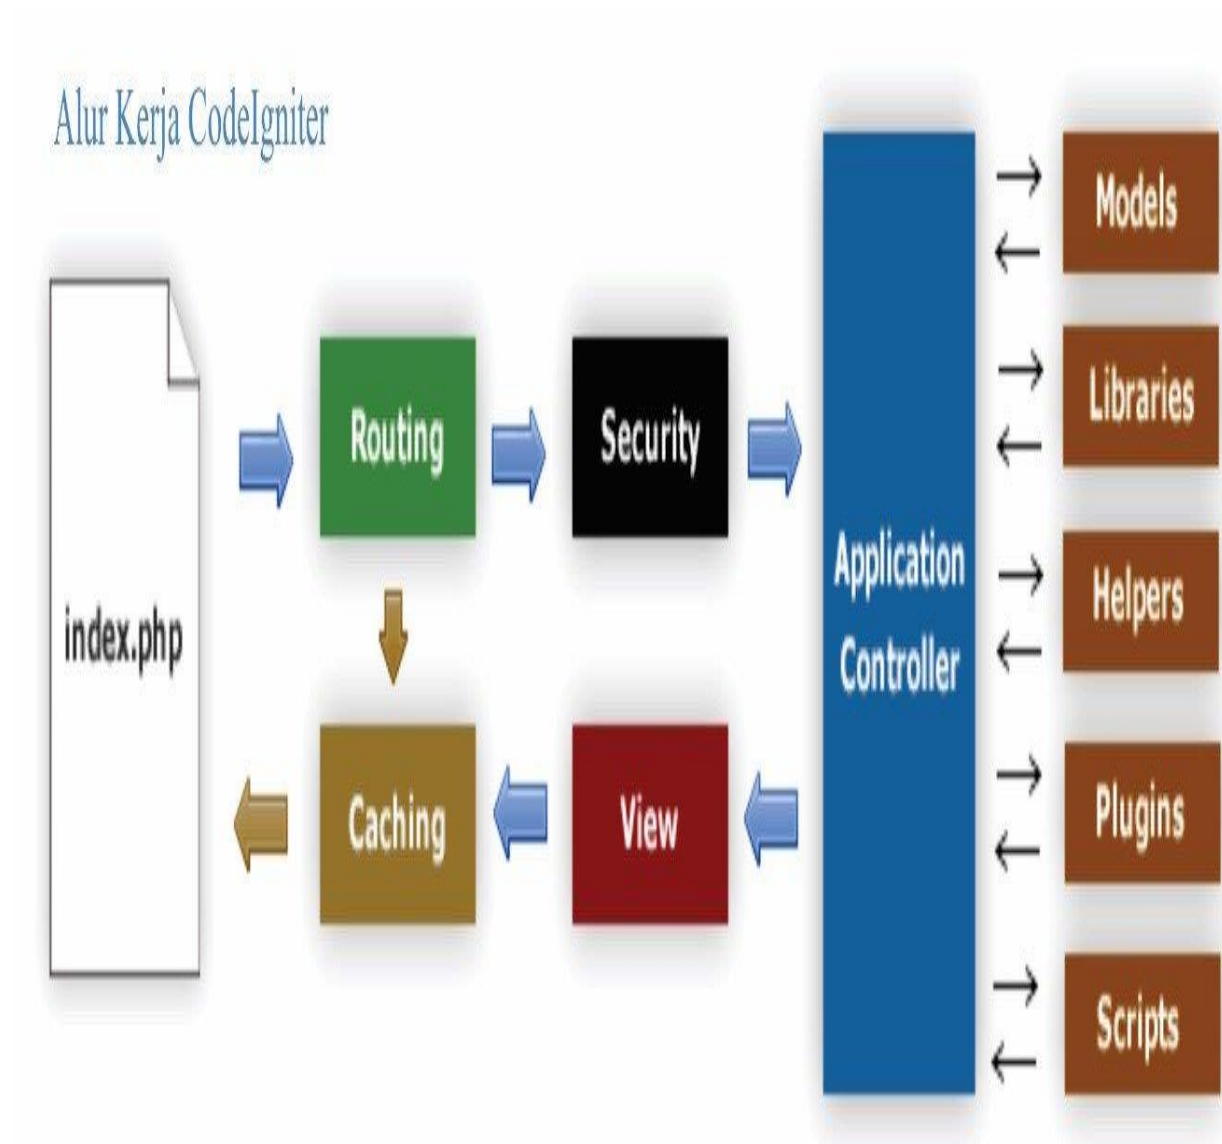 Alur Kerja CodeIgniter
index.php
Routing
Security
Caching
View
Application
Controller
Models
Libraries
Helpers
Plugins
Scripts